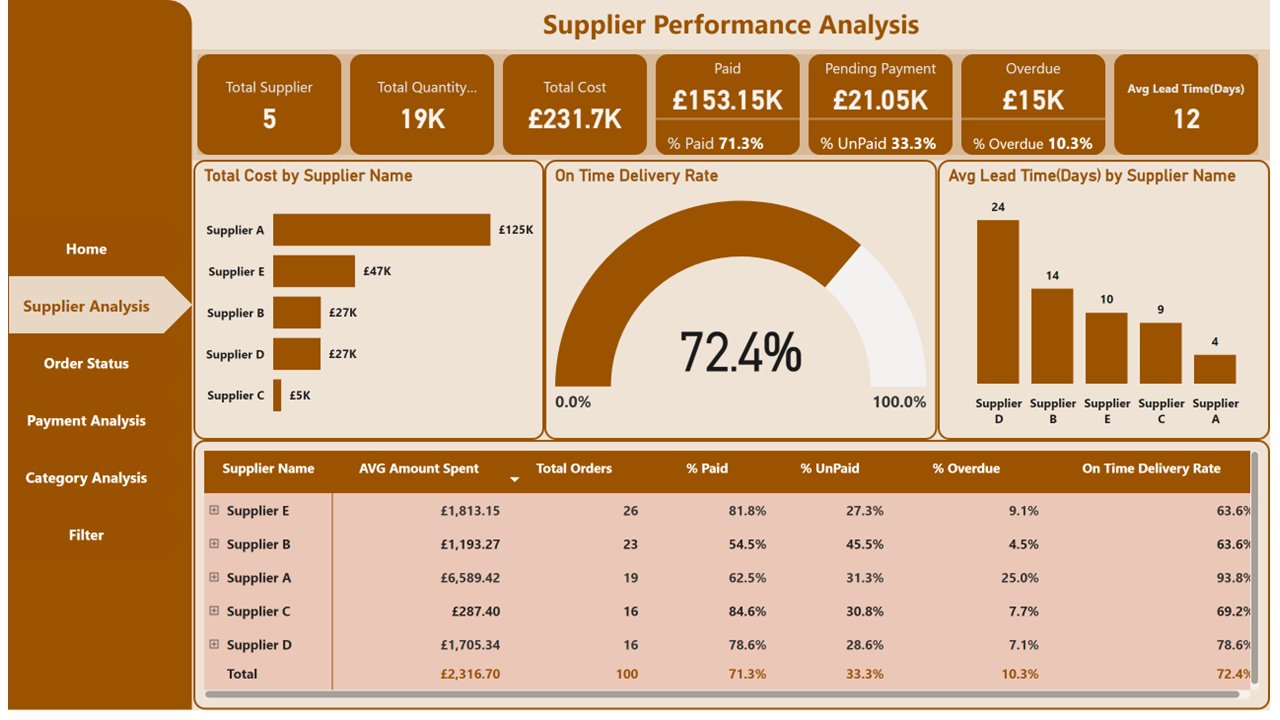 Supplier Performance Analysis
Total Supplier
5
Total Quantity...
19K
Total Cost
£231.7K
Paid
£153.15K
% Paid 71.3%
Pending Payment
£21.05K
% UnPaid 33.3%
Overdue
£15K
% Overdue 10.3%
Avg Lead Time(Days)
12
Home
Supplier Analysis
Order Status
Payment Analysis
Category Analysis
Filter
Total Cost by Supplier Name
Supplier A £125K
Supplier E £47K
Supplier B £27K
Supplier D £27K
Supplier C £5K
On Time Delivery Rate
72.4%
0.0% 100.0%
Avg Lead Time(Days) by Supplier Name
24
14
10
9
4
Supplier Supplier Supplier Supplier Supplier
D B E C A
Supplier Name AVG Amount Spent Total Orders % Paid % UnPaid % Overdue On Time Delivery Rate
Supplier E £1,813.15 26 81.8% 27.3% 9.1% 63.6%
Supplier B £1,193.27 23 54.5% 45.5% 4.5% 63.6%
Supplier A £6,589.42 19 62.5% 31.3% 25.0% 93.8%
Supplier C £287.40 16 84.6% 30.8% 7.7% 69.2%
Supplier D £1,705.34 16 78.6% 28.6% 7.1% 78.6%
Total £2,316.70 100 71.3% 33.3% 10.3% 72.4%